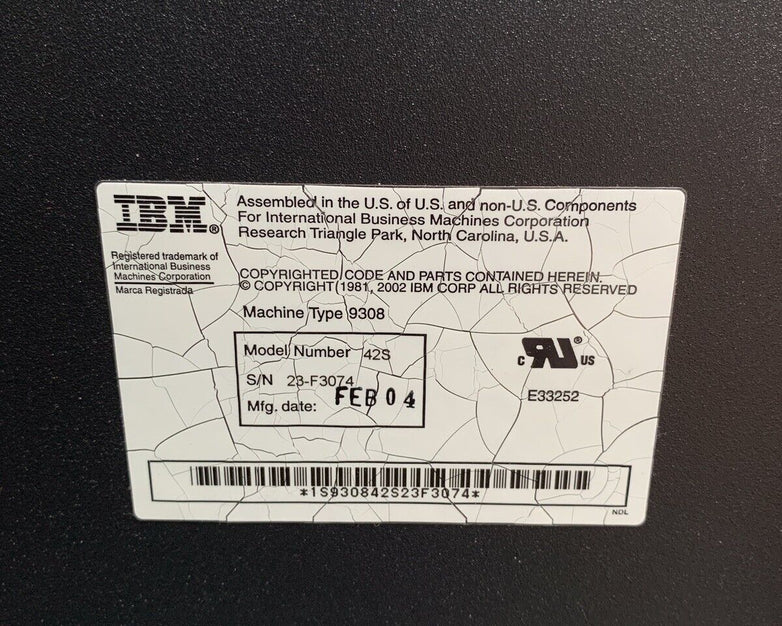 IBM®
Registered trademark of
International Business
Machines Corporation
Marca Registrada
Assembled in the U.S. of U.S. and non-U.S. Components
For International Business Machines Corporation
Research Triangle Park, North Carolina, U.S.A.
COPYRIGHTED CODE AND PARTS CONTAINED HEREIN.
© COPYRIGHT 1981, 2002 IBM CORP ALL RIGHTS RESERVED
Machine Type 9308
Model Number 42S
S/N 23-F3074
Mfg. date: FEB 04
c RU® US
E33252
*1S930842S23F3074*
NDL